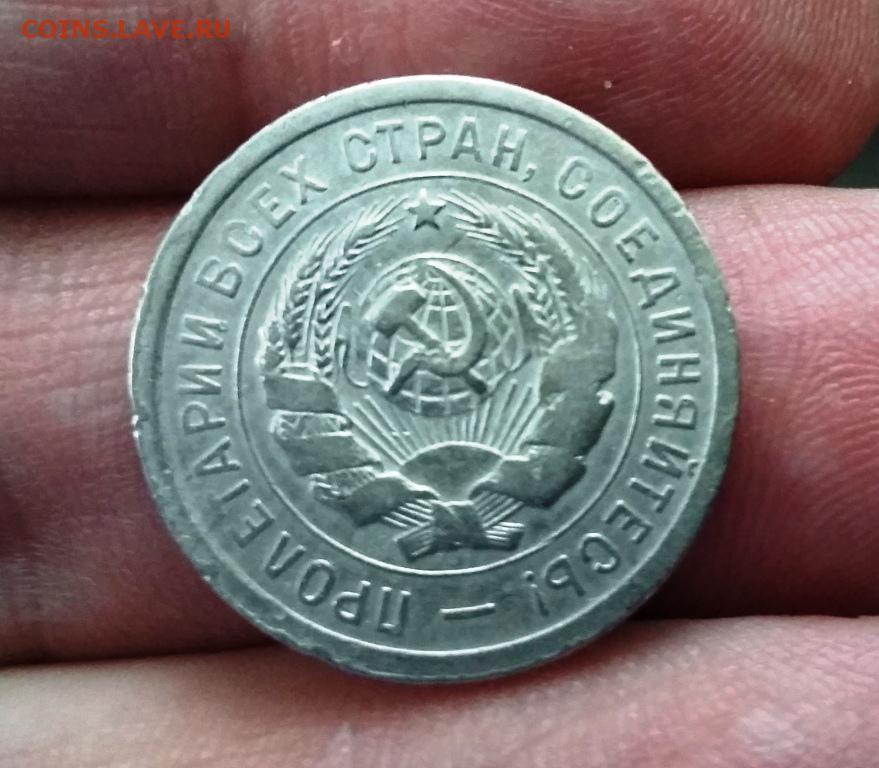 COINS.LAVE.RU
ПРОЛЕТАРИИ ВСЕХ СТРАН, СОЕДИНЯЙТЕСЬ! —